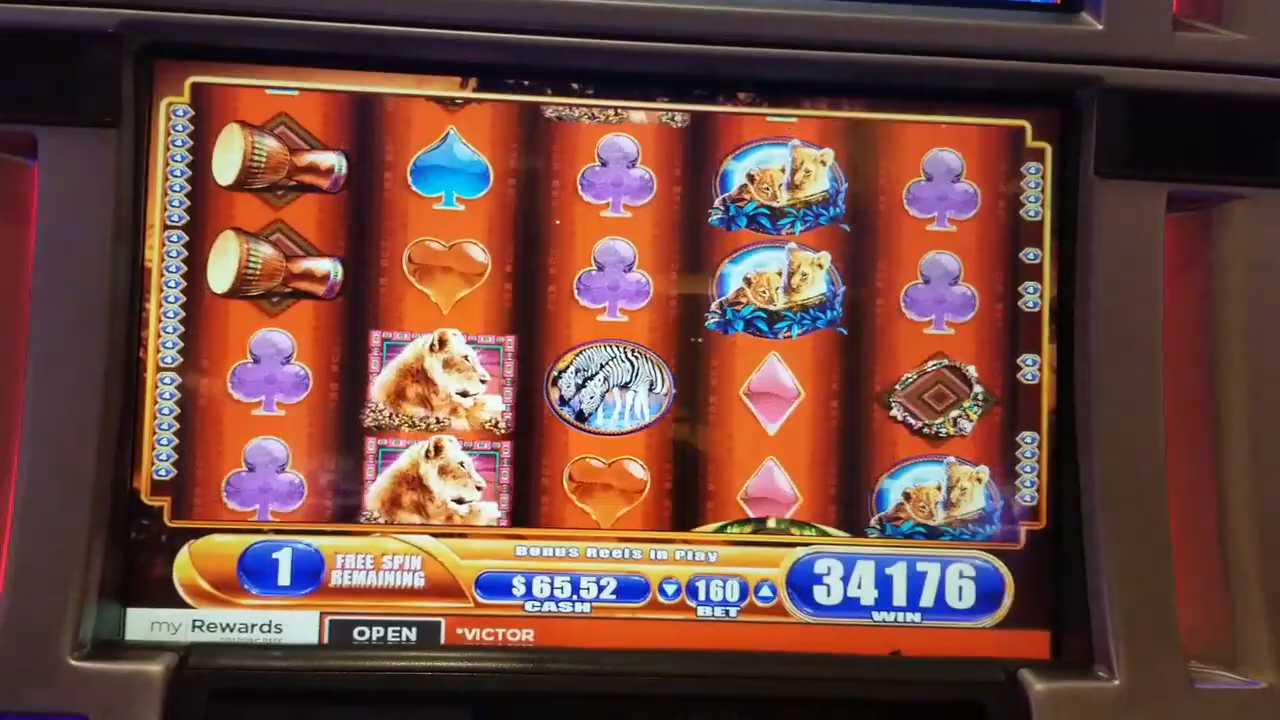 1
FREE SPIN
REMAINING
Bonus Reels In Play
$65.52
CASH
160
BET
34176
WIN
my Rewards
OPEN
*VICTOR